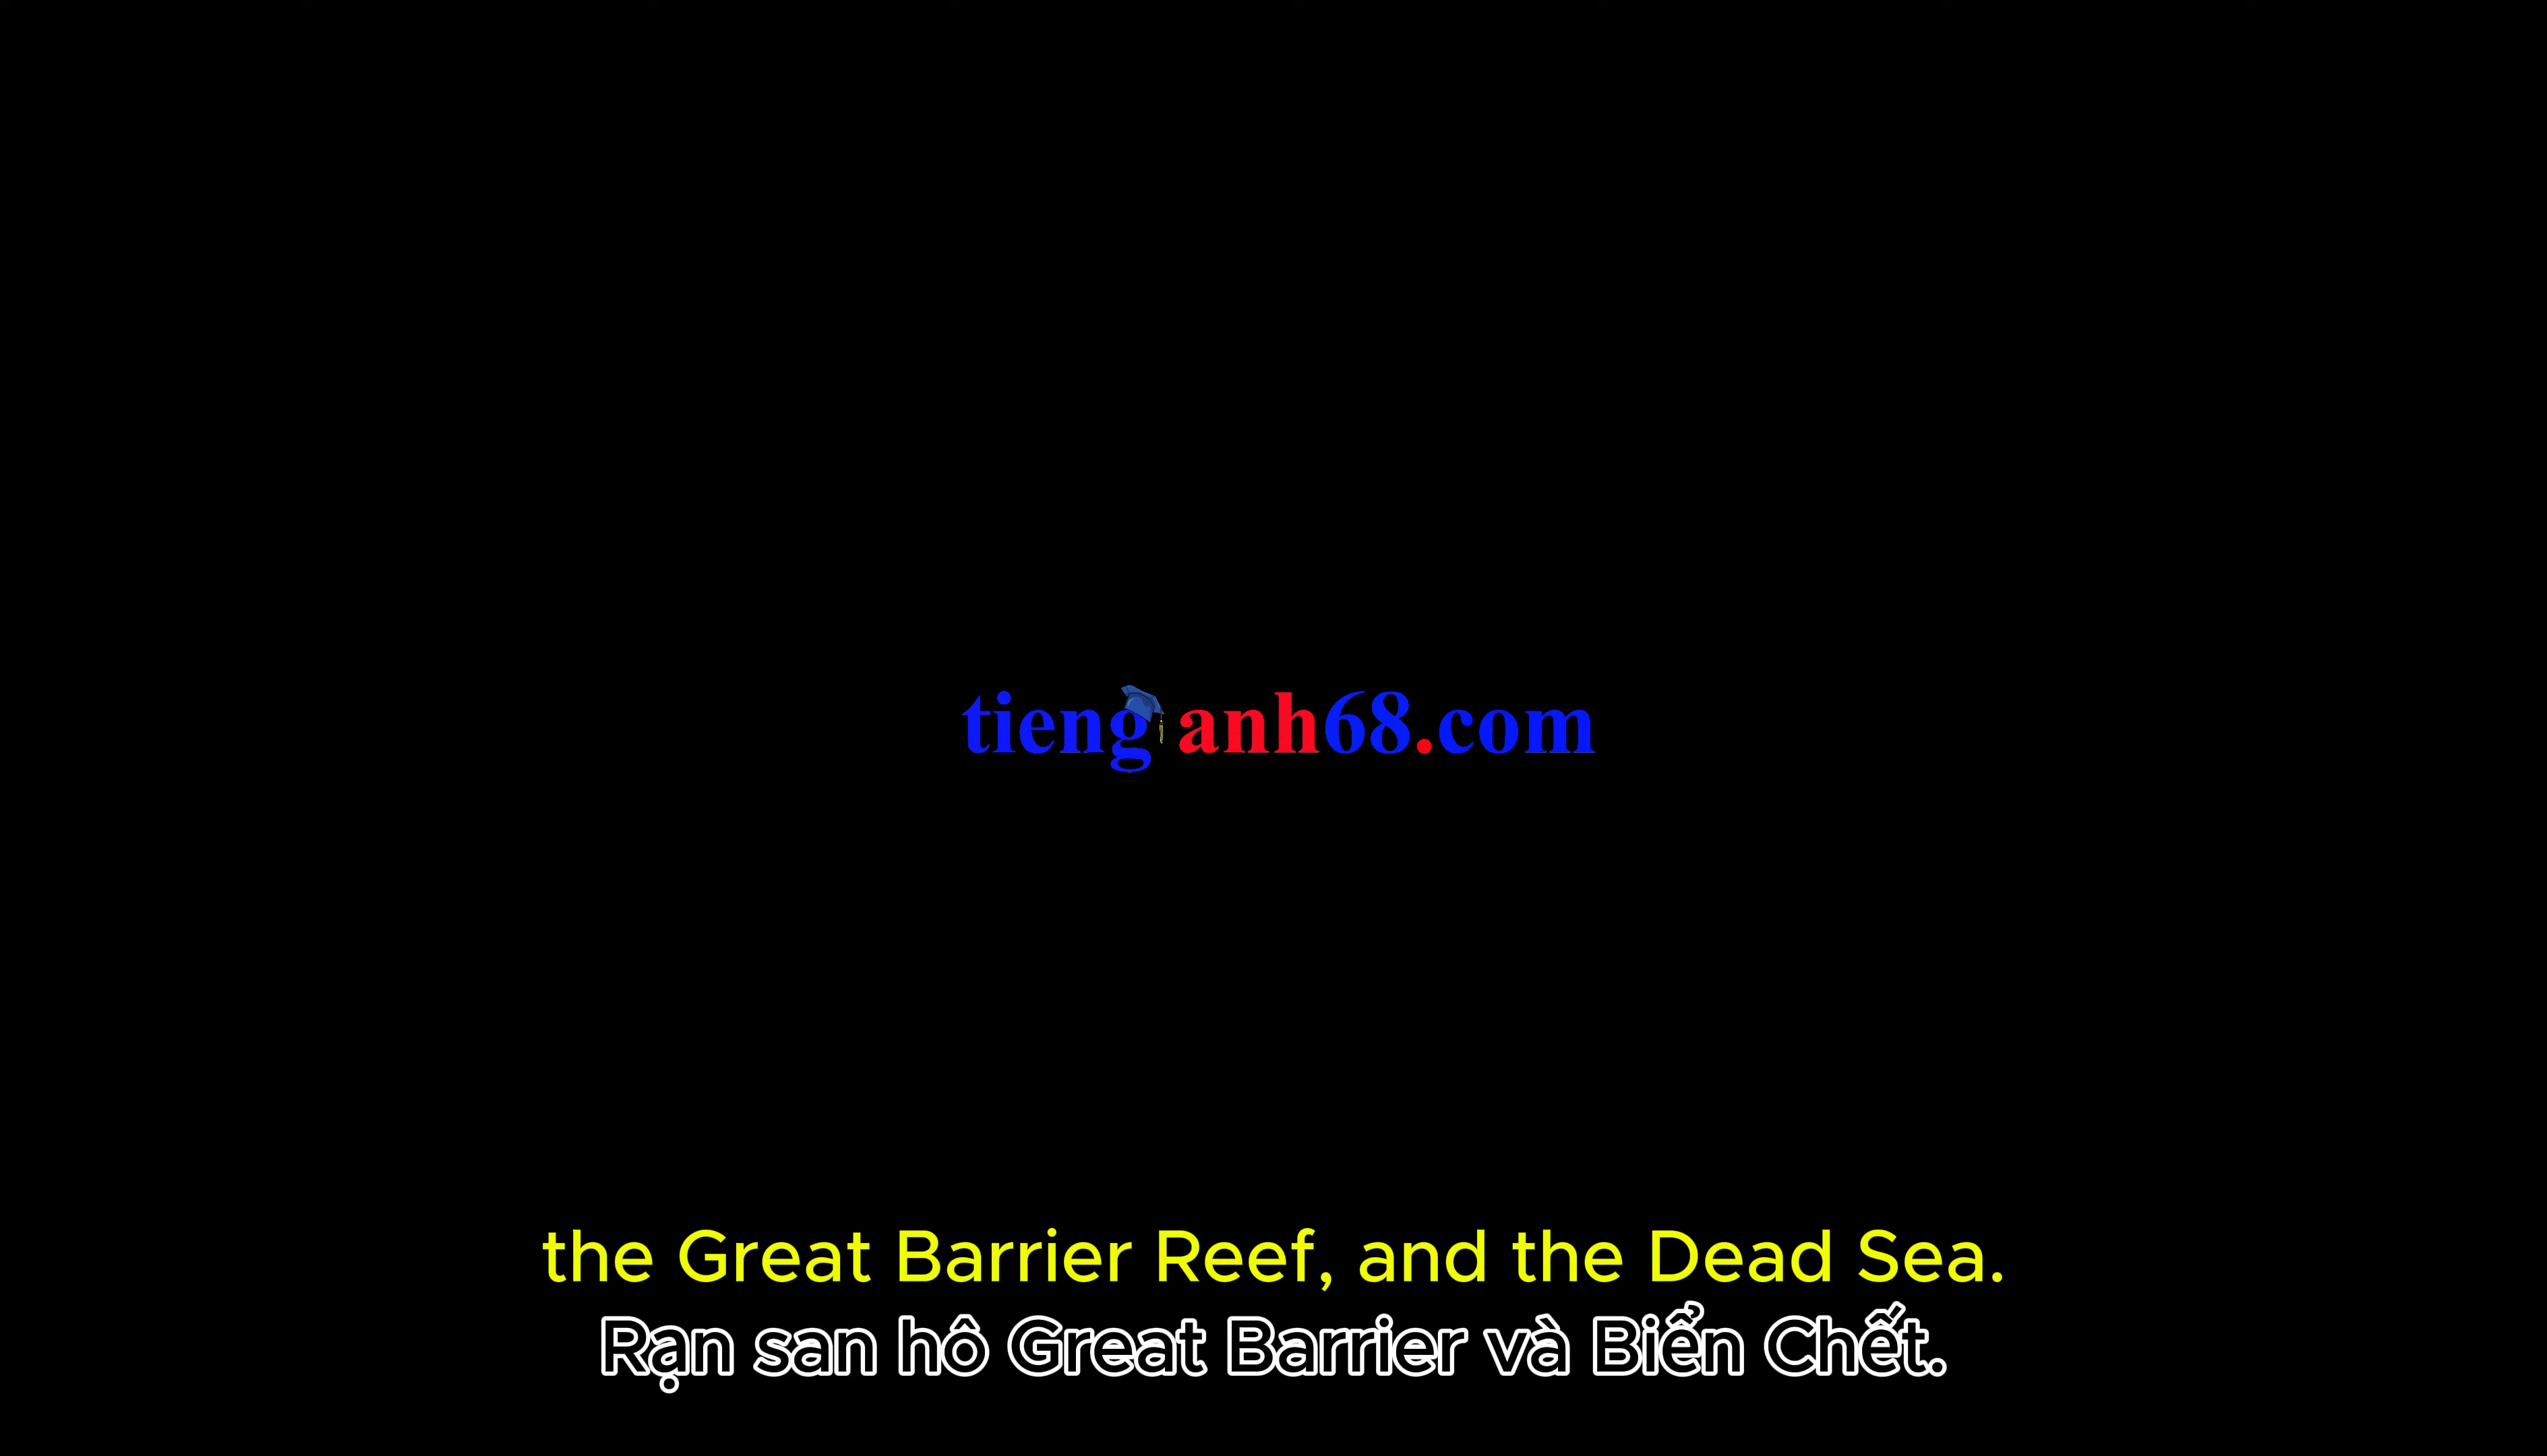 tienganh68.com
the Great Barrier Reef, and the Dead Sea.
Rạn san hô Great Barrier và Biển Chết.